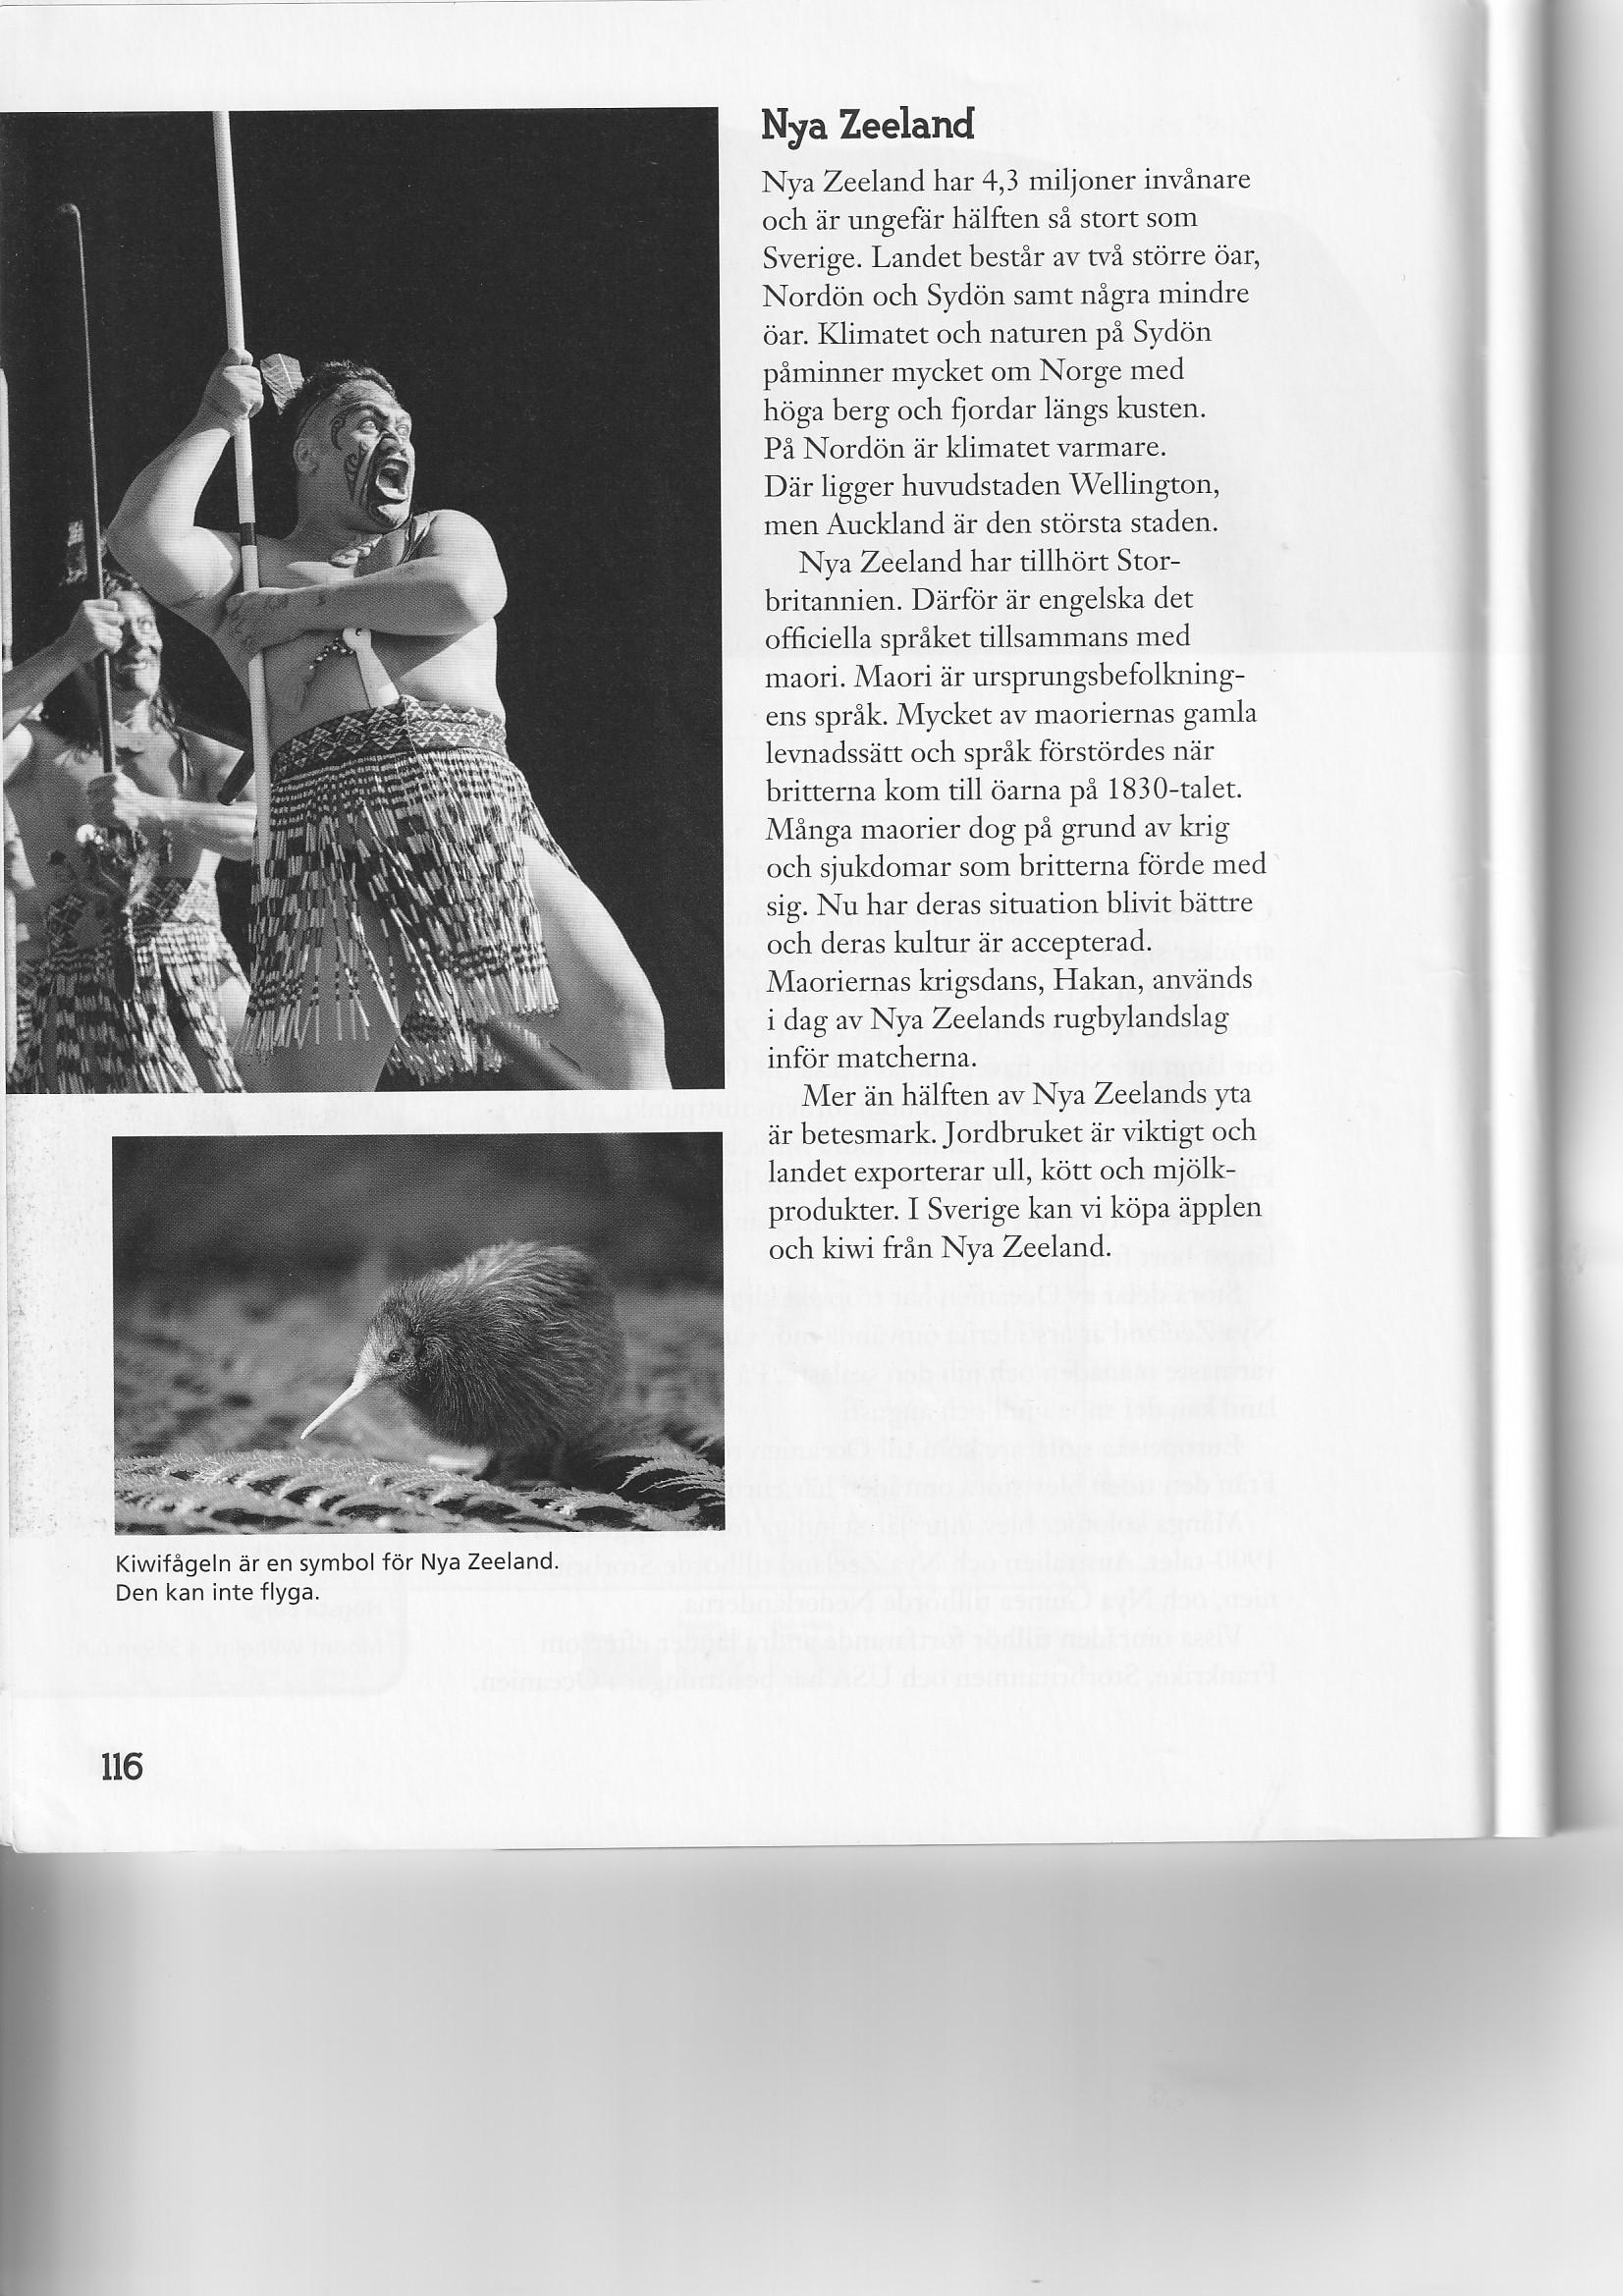 Nya Zeeland
Nya Zeeland har 4,3 miljoner invånare
och är ungefär hälften så stort som
Sverige. Landet består av två större öar,
Nordön och Sydön samt några mindre
öar. Klimatet och naturen på Sydön
påminner mycket om Norge med
höga berg och fjordar längs kusten.
På Nordön är klimatet varmare.
Där ligger huvudstaden Wellington,
men Auckland är den största staden.
Nya Zeeland har tillhört Stor-
britannien. Därför är engelska det
officiella språket tillsammans med
maori. Maori är ursprungsbefolkning-
ens språk. Mycket av maoriernas gamla
levnadssätt och språk förstördes när
britterna kom till öarna på 1830-talet.
Många maorier dog på grund av krig
och sjukdomar som britterna förde med
sig. Nu har deras situation blivit bättre
och deras kultur är accepterad.
Maoriernas krigsdans, Hakan, används
i dag av Nya Zeelands rugbylandslag
inför matcherna.
Mer än hälften av Nya Zeelands yta
är betesmark. Jordbruket är viktigt och
landet exporterar ull, kött och mjölk-
produkter. I Sverige kan vi köpa äpplen
och kiwi från Nya Zeeland.
Kiwifågeln är en symbol för Nya Zeeland.
Den kan inte flyga.
116